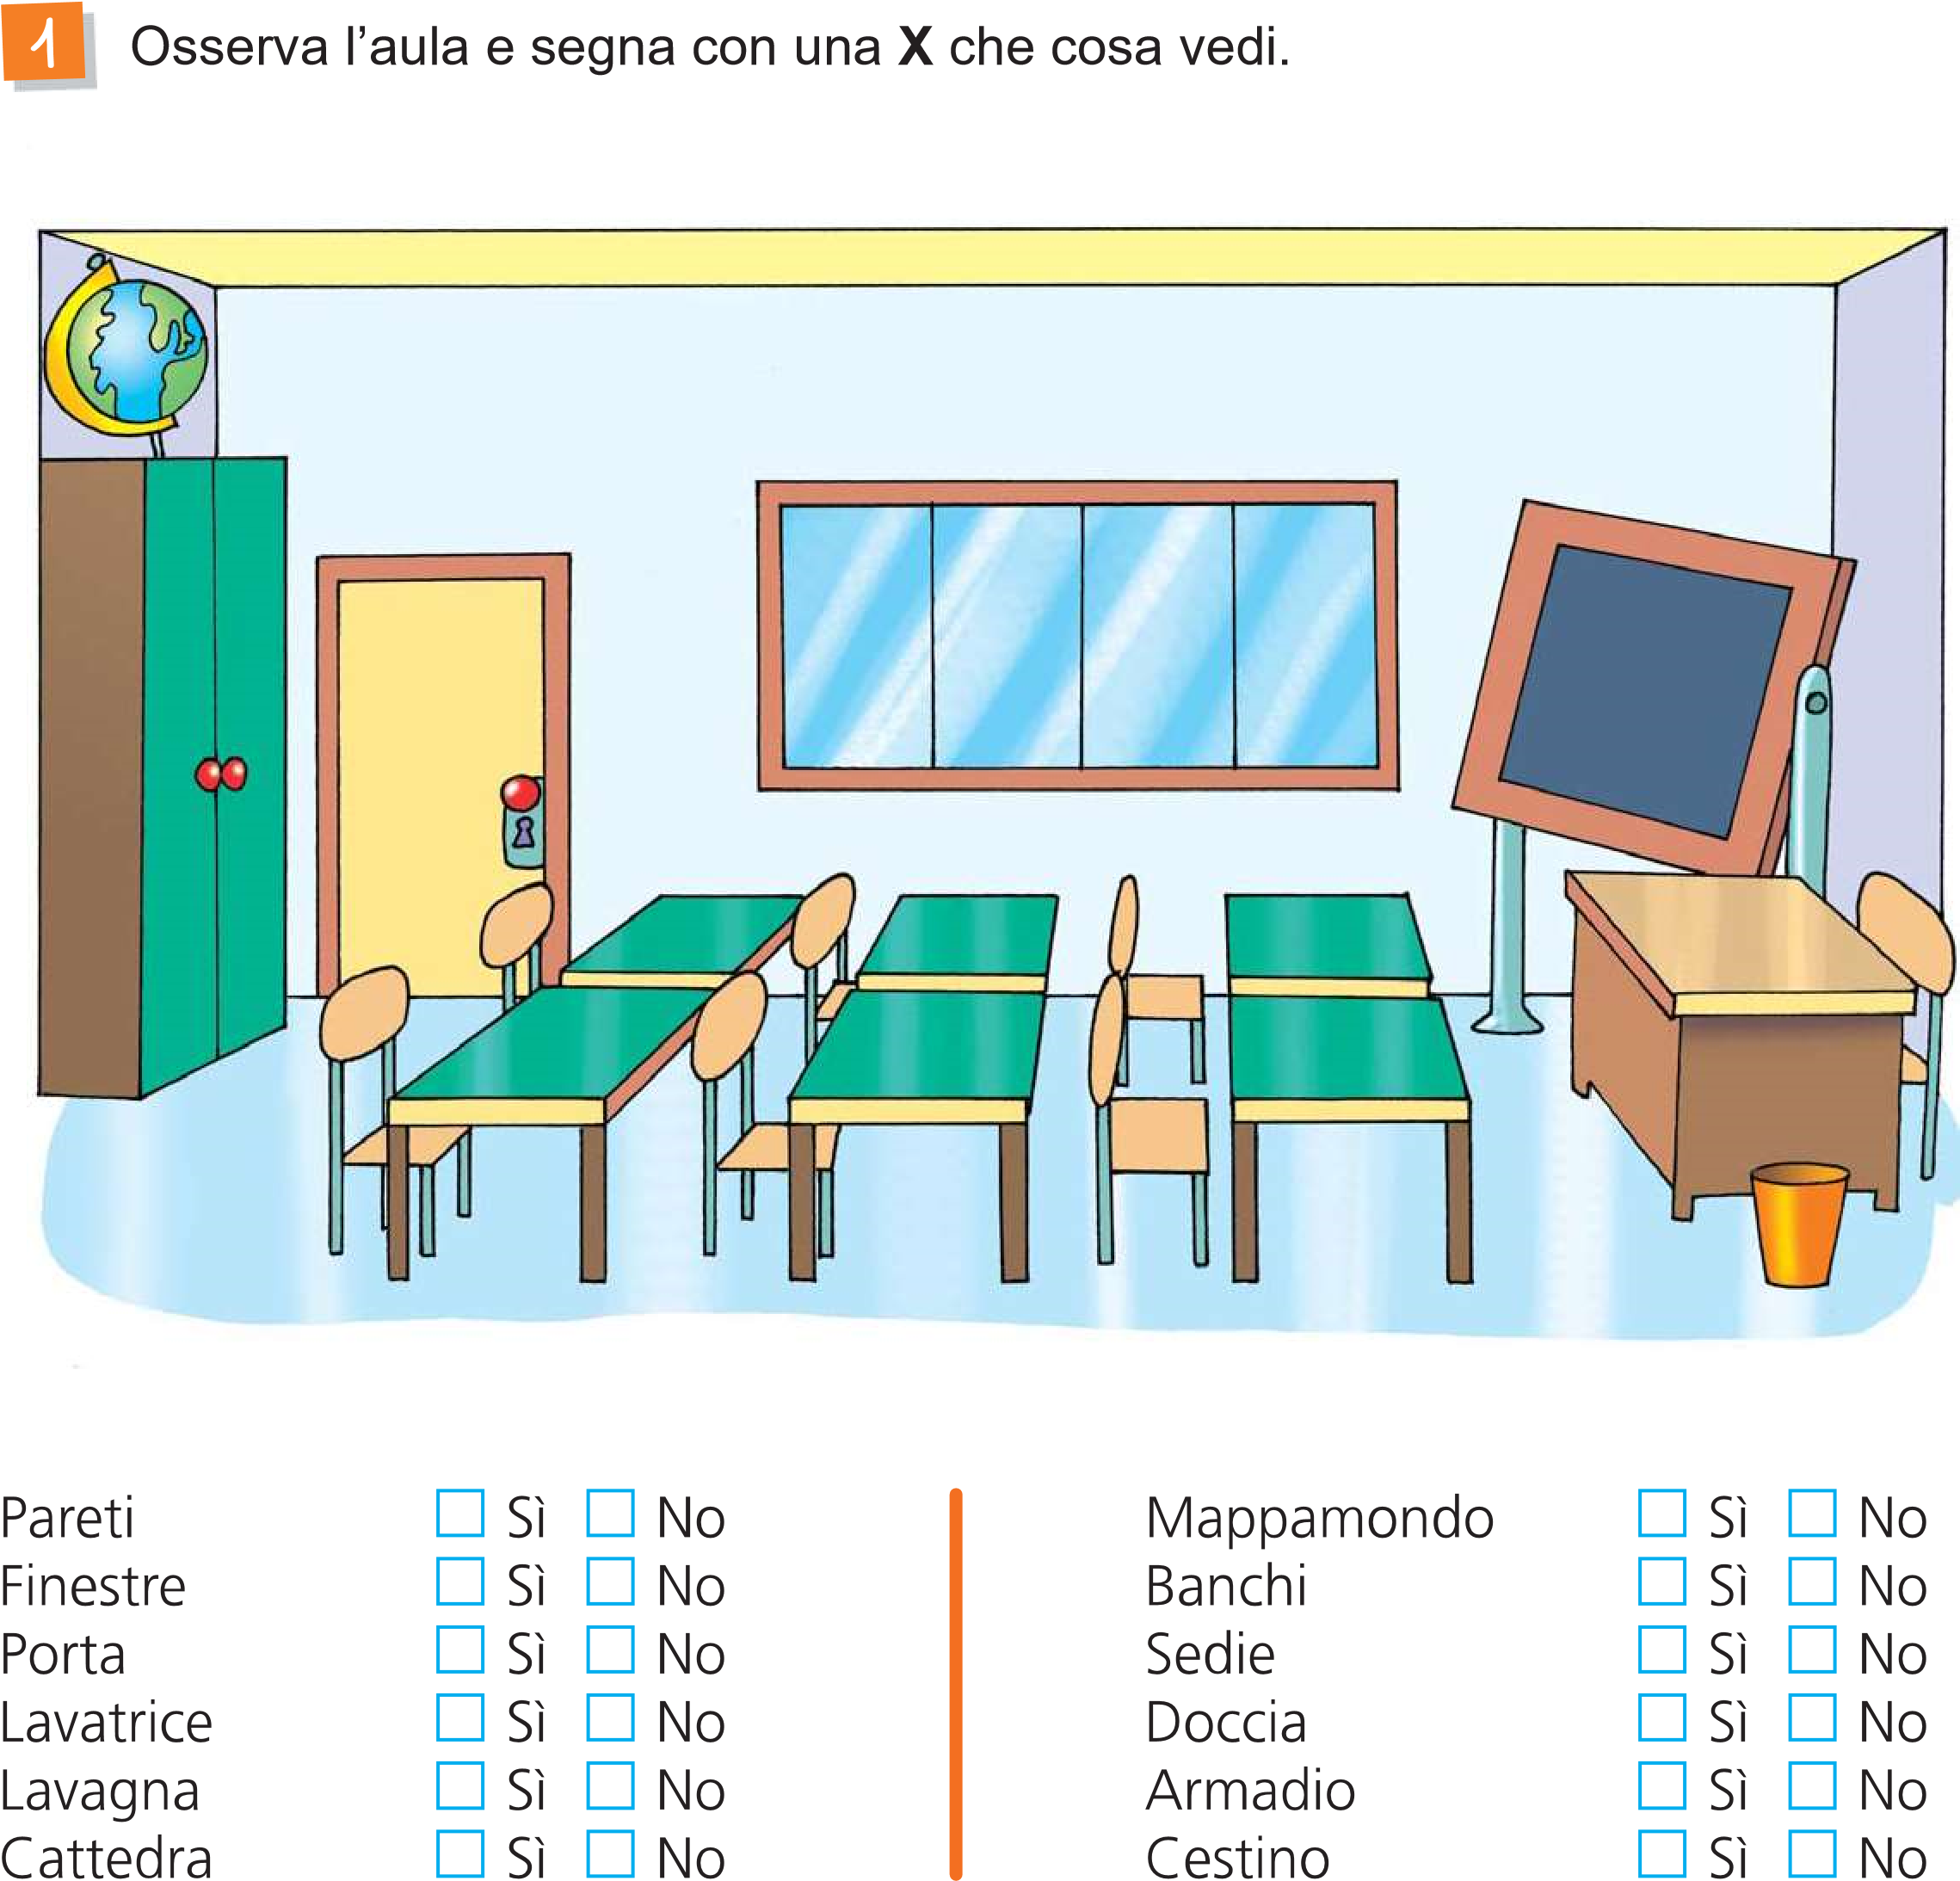 1 Osserva l’aula e segna con una X che cosa vedi.
Pareti Sì No
Finestre Sì No
Porta Sì No
Lavatrice Sì No
Lavagna Sì No
Cattedra Sì No
Mappamondo Sì No
Banchi Sì No
Sedie Sì No
Doccia Sì No
Armadio Sì No
Cestino Sì No